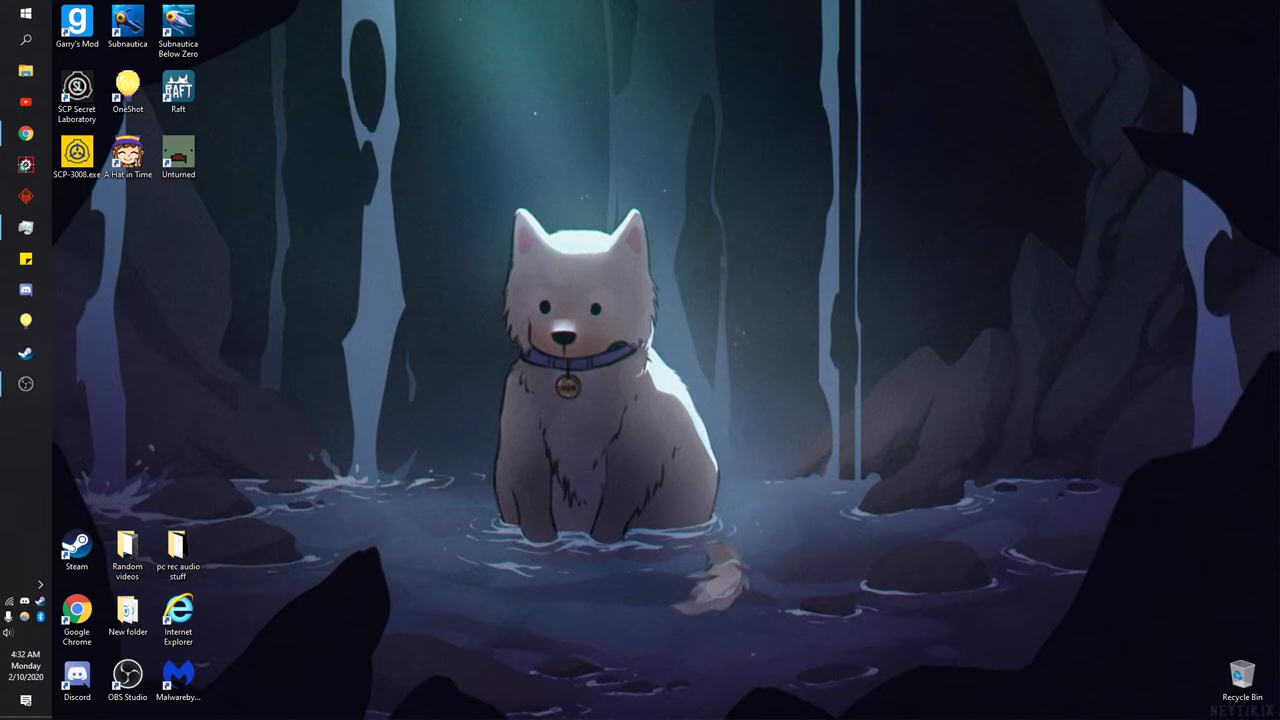 Garry's Mod
Subnautica
Subnautica
Below Zero
SCP Secret
Laboratory
OneShot
RAFT
Raft
SCP-3008.exe
A Hat in Time
Unturned
Steam
Random
videos
pc rec audio
stuff
Google
Chrome
New folder
Internet
Explorer
Discord
OBS Studio
Malwareby...
4:32 AM
Monday
2/10/2020
Recycle Bin
NEYTIRIX